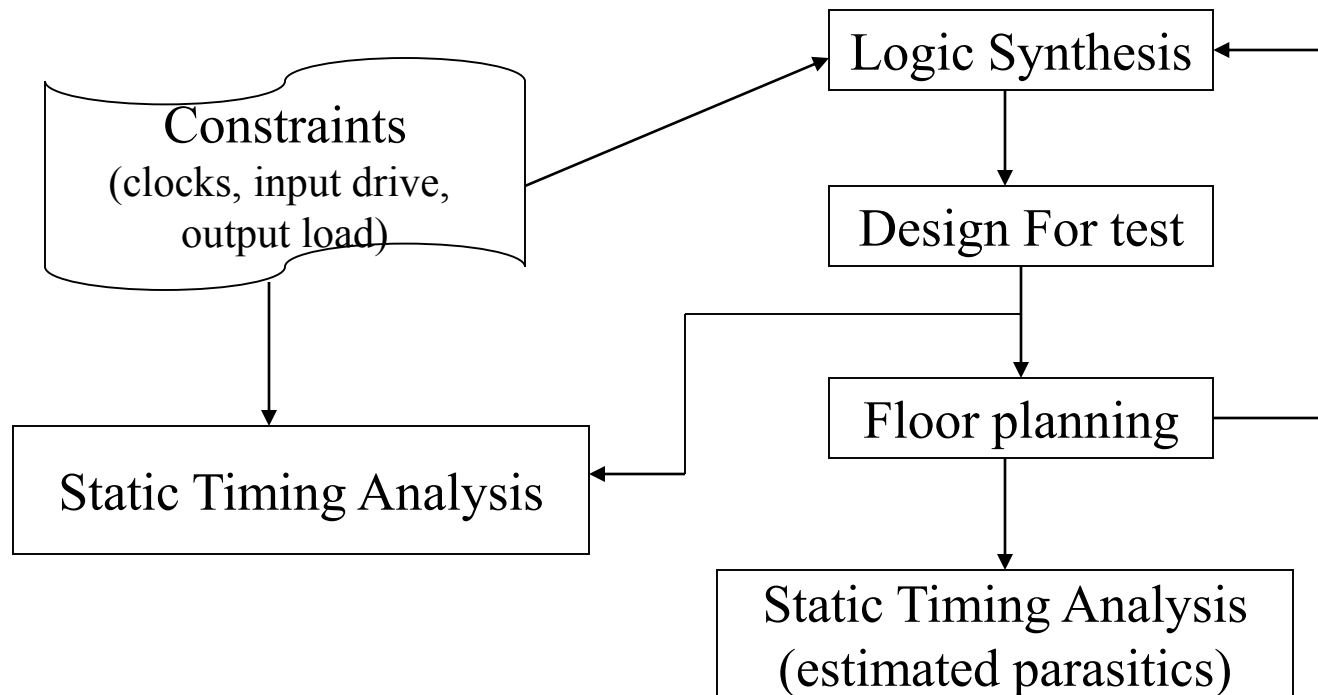 Logic Synthesis
Constraints
(clocks, input drive,
output load)
Design For test
Floor planning
Static Timing Analysis
Static Timing Analysis
(estimated parasitics)